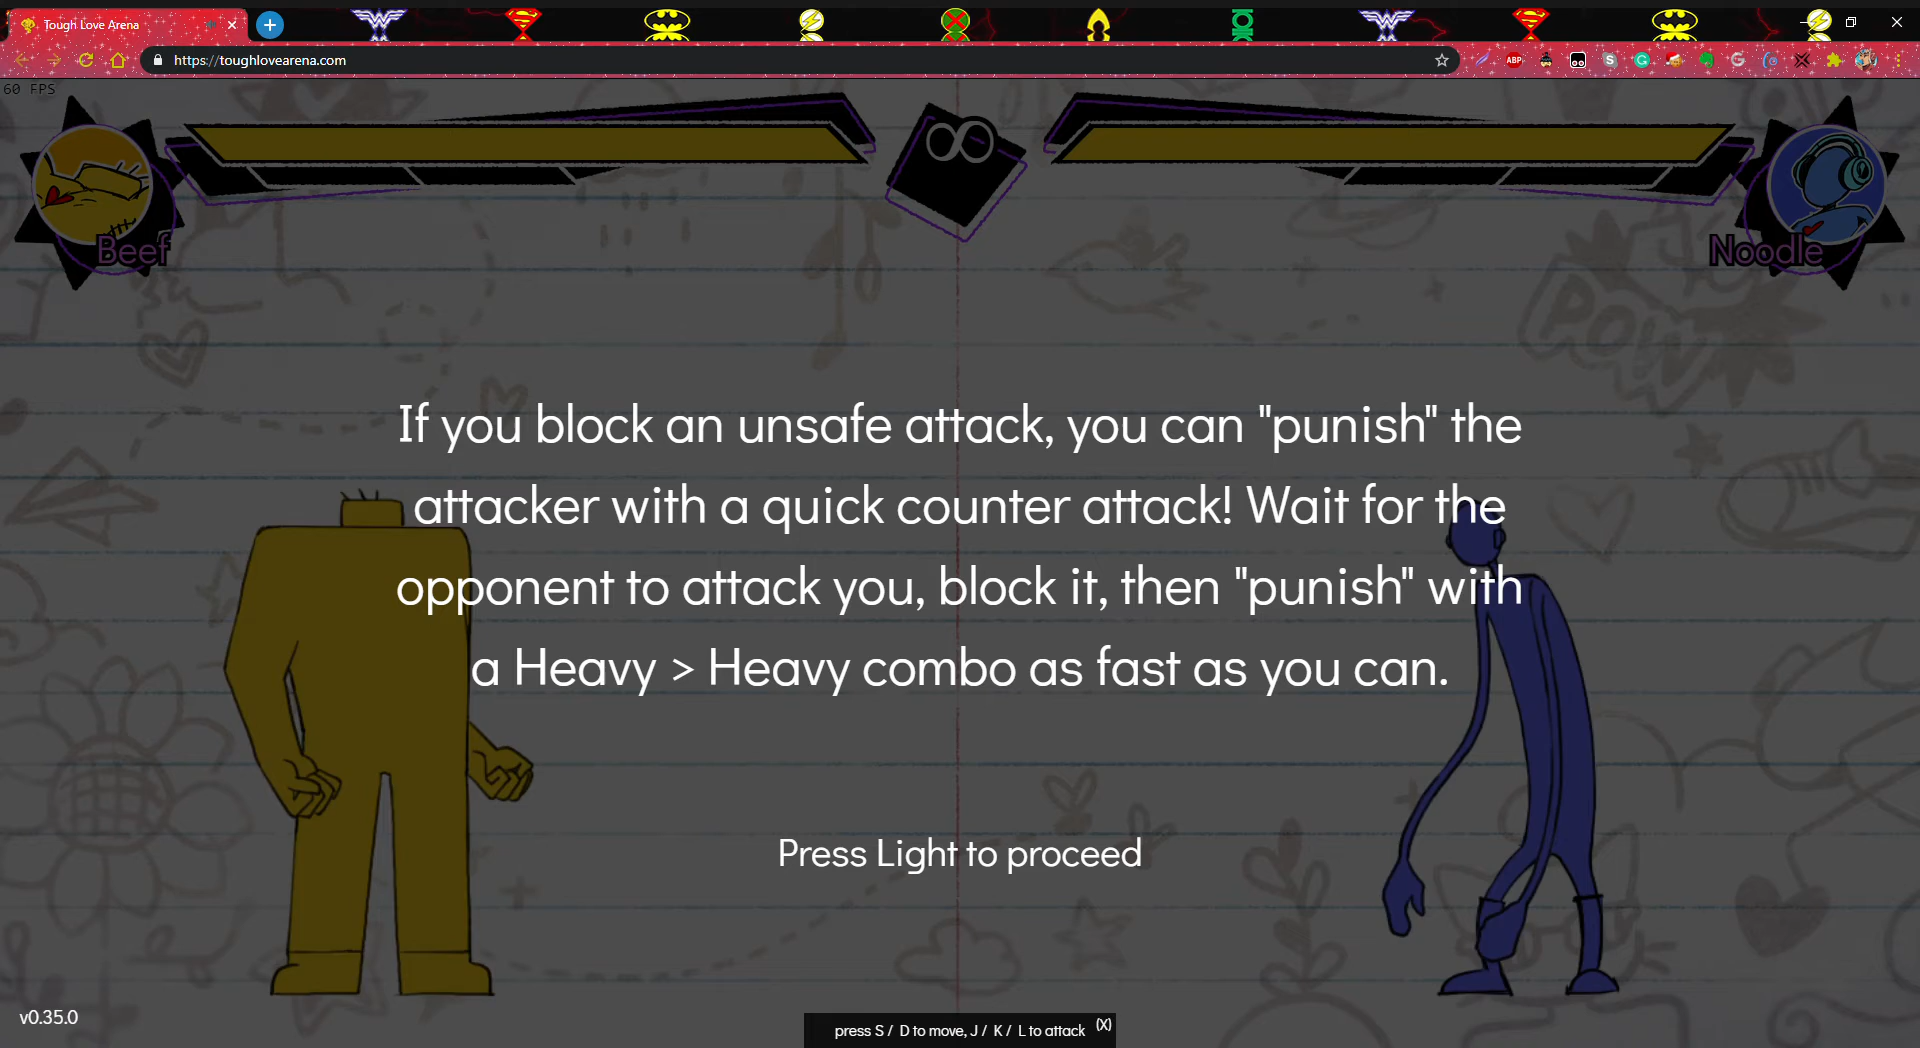 Tough Love Arena
https://toughlovearena.com
ABP
60 FPS
Beef
Noodle
POW
If you block an unsafe attack, you can "punish" the
attacker with a quick counter attack! Wait for the
opponent to attack you, block it, then "punish" with
a Heavy > Heavy combo as fast as you can.
Press Light to proceed
v0.35.0
press S / D to move, J / K / L to attack
(X)